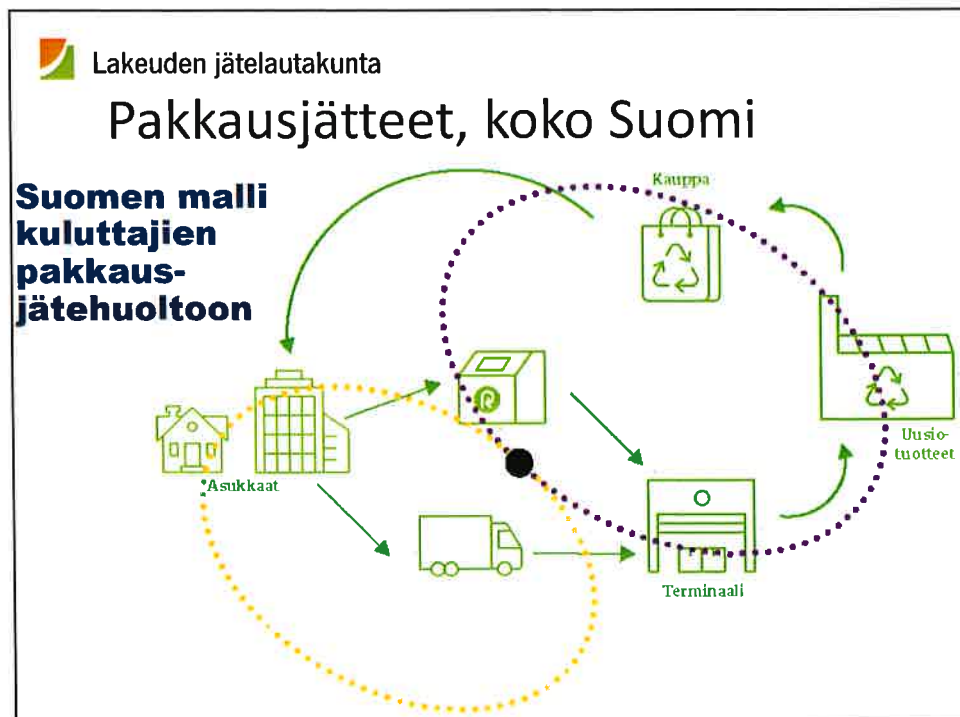 Lakeuden jätelautakunta
Pakkausjätteet, koko Suomi
Suomen malli
kuluttajien
pakkaus-
jätehuoltoon
Kauppa
Uusio-
tuotteet
Asukkaat
Terminaali